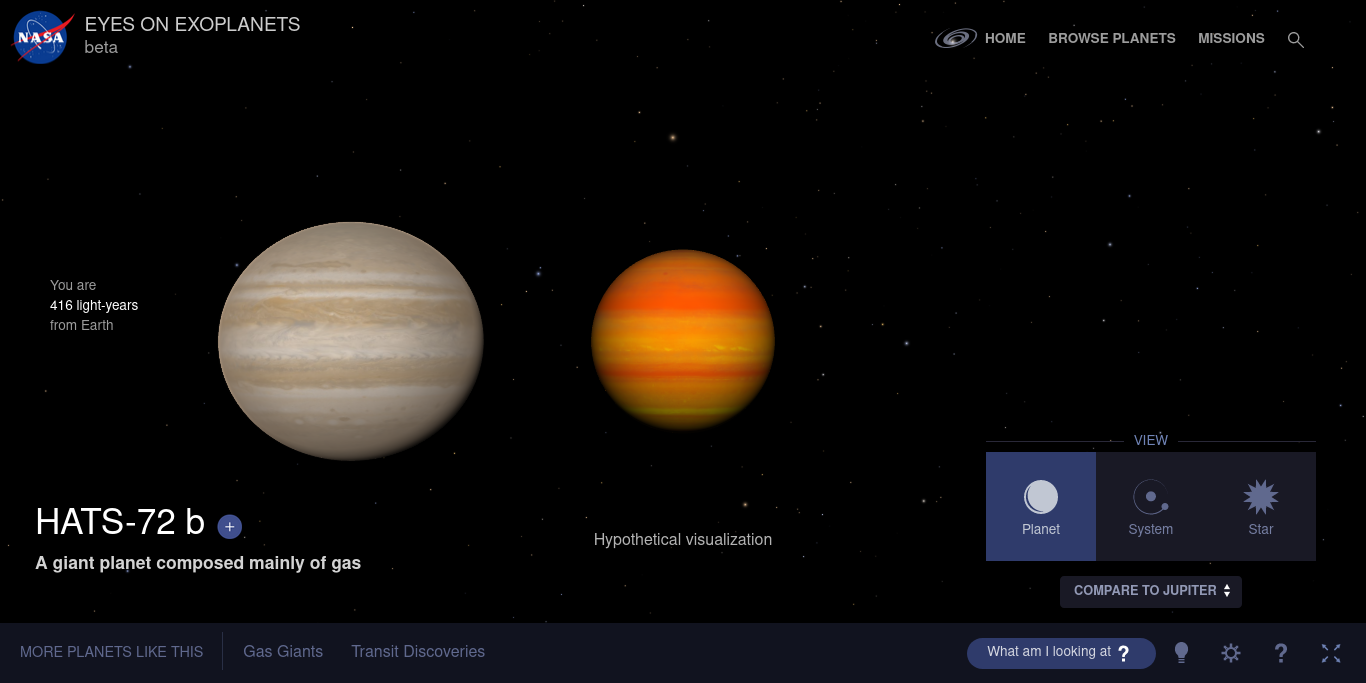 NASA
EYES ON EXOPLANETS
beta
HOME
BROWSE PLANETS
MISSIONS
You are
416 light-years
from Earth
HATS-72 b +
A giant planet composed mainly of gas
Hypothetical visualization
VIEW
Planet
System
Star
COMPARE TO JUPITER
MORE PLANETS LIKE THIS
Gas Giants
Transit Discoveries
What am I looking at ?
?